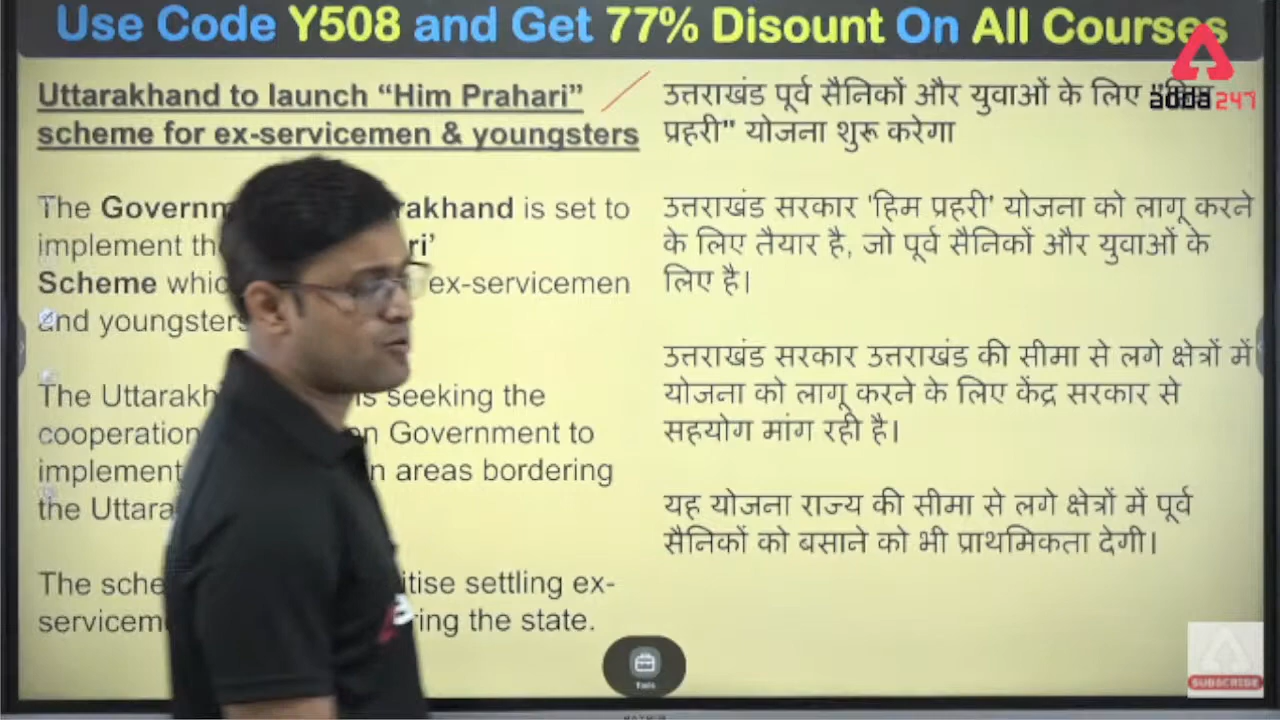 Use Code Y508 and Get 77% Disount On All Courses
Uttarakhand to launch “Him Prahari”
scheme for ex-servicemen & youngsters
The Governm rakhand is set to
implement th ri’
Scheme whic ex-servicemen
and youngsters
The Uttarakh is seeking the
cooperation on Government to
implement n areas bordering
the Uttara
The sche itise settling ex-
servicem ring the state.
adda247
उत्तराखंड पूर्व सैनिकों और युवाओं के लिए
प्रहरी" योजना शुरू करेगा
उत्तराखंड सरकार 'हिम प्रहरी' योजना को लागू करने
के लिए तैयार है, जो पूर्व सैनिकों और युवाओं के
लिए है।
उत्तराखंड सरकार उत्तराखंड की सीमा से लगे क्षेत्रों में
योजना को लागू करने के लिए केंद्र सरकार से
सहयोग मांग रही है।
यह योजना राज्य की सीमा से लगे क्षेत्रों में पूर्व
सैनिकों को बसाने को भी प्राथमिकता देगी।
Tools
SUBSCRIBE